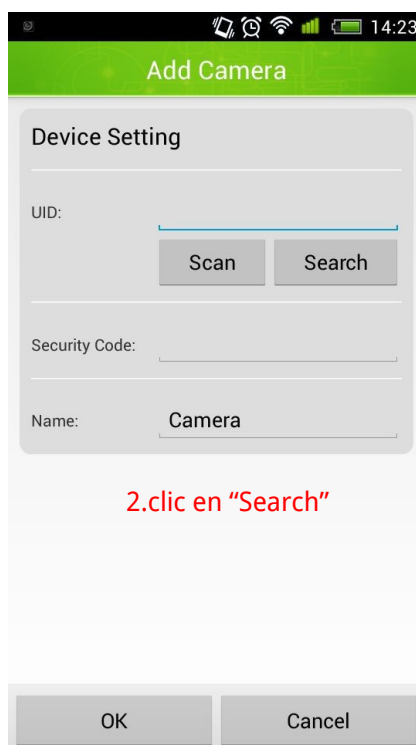 14:23
Add Camera
Device Setting
UID:
Scan Search
Security Code:
Name: Camera
2.clic en “Search”
OK Cancel